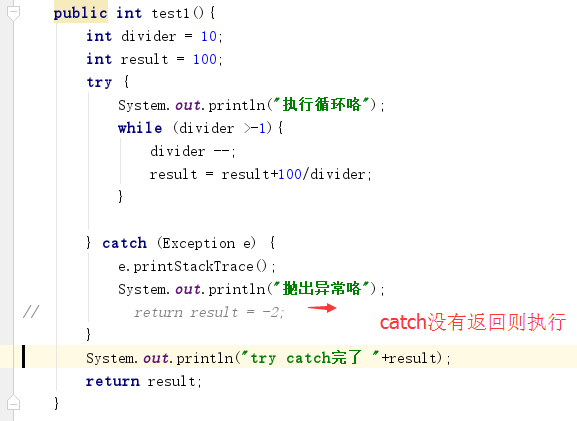 public int test1(){
int divider = 10;
int result = 100;
try {
System.out.println("执行循环咯");
while (divider >-1){
divider --;
result = result+100/divider;
}
} catch (Exception e) {
e.printStackTrace();
System.out.println("抛出异常咯");
// return result = -2;
catch没有返回则执行
}
System.out.println("try catch完了 "+result);
return result;
}